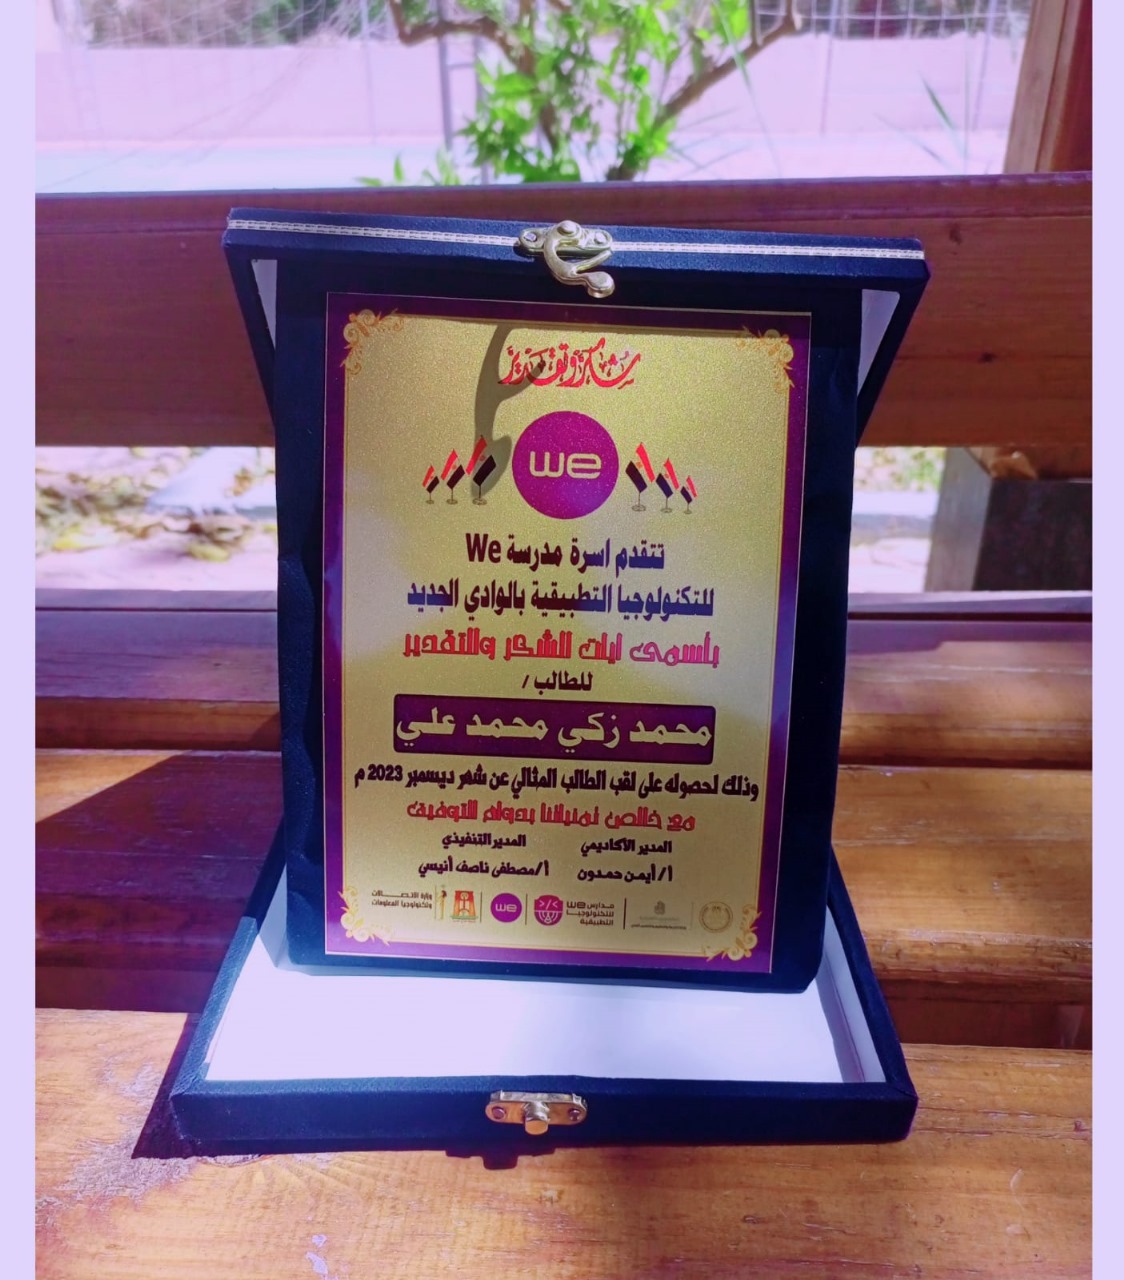 شكر وتقدير
we
تتقدم اسرة مدرسة We
للتكنولوجيا التطبيقية بالوادي الجديد
بأسمى ايات الشكر والتقدير
للطالب /
محمد زكي محمد علي
وذلك لحصوله على لقب الطالب المثالي عن شهر ديسمبر 2023 م
مع خالص تمنياتنا بدوام التوفيق
المدير الأكاديمي المدير التنفيذي
أ/ أيمن حمدون أ/مصطفى ناصف أنيسي
مدارس we
للتكنولوجيا
التطبيقية
we
وزارة الاتصالات
وتكنولوجيا المعلومات